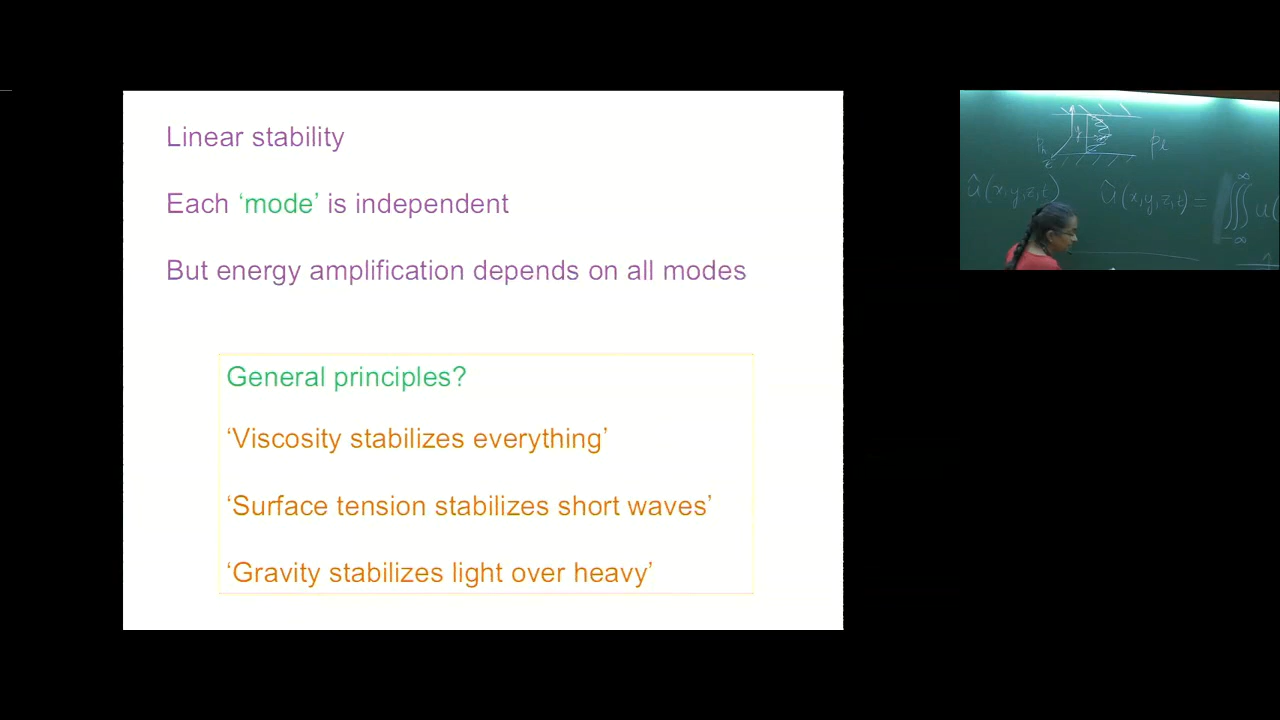 Linear stability
Each ‘mode’ is independent
But energy amplification depends on all modes
General principles?
‘Viscosity stabilizes everything’
‘Surface tension stabilizes short waves’
‘Gravity stabilizes light over heavy’
û(x,y,z,t)
û(x,y,z,t) =